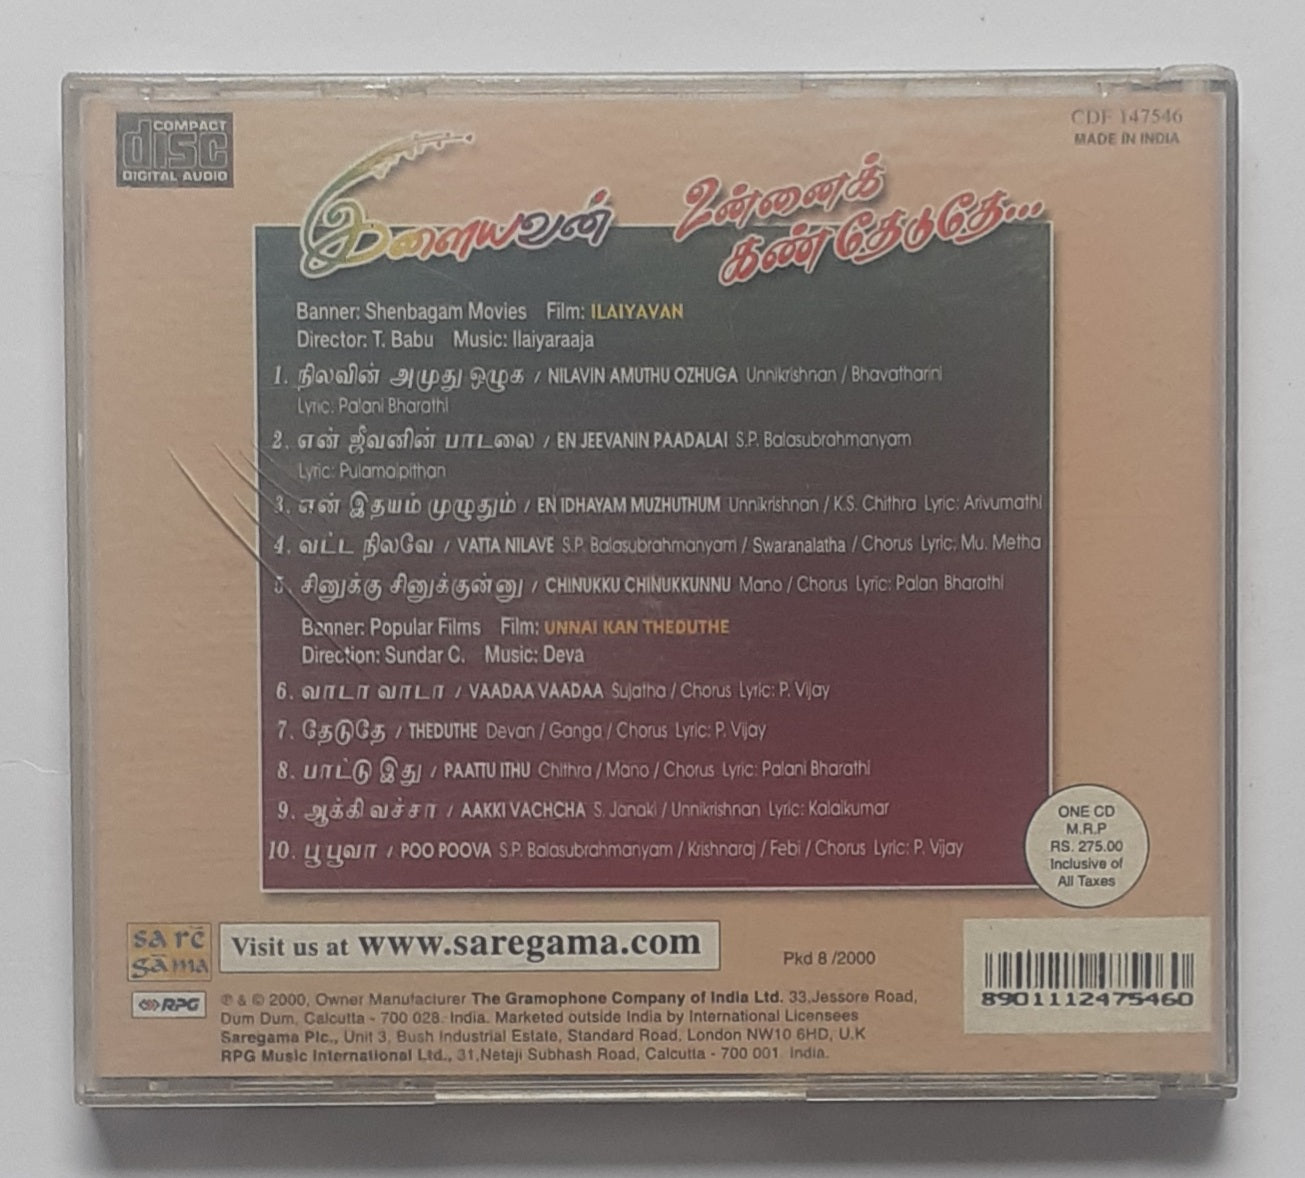 COMPACT
disc
DIGITAL AUDIO
CDF 147546
MADE IN INDIA
இளையவன்
உன்னைக்
கண் தேடுதே...
Banner: Shenbagam Movies Film: ILAIYAVAN
Director: T. Babu Music: Ilaiyaraaja
1. நிலவின் அமுது ஒழுக / NILAVIN AMUTHU OZHUGA Unnikrishnan / Bhavatharini
Lyric: Palani Bharathi
2. என் ஜீவனின் பாடலை / EN JEEVANIN PAADALAI S.P. Balasubrahmanyam
Lyric: Pulamaipithan
3. என் இதயம் முழுதும் / EN IDHAYAM MUZHUTHUM Unnikrishnan / K.S. Chithra Lyric: Arivumathi
4. வட்ட நிலவே / VATTA NILAVE S.P. Balasubrahmanyam / Swaranalatha / Chorus Lyric: Mu. Metha
5. சினுக்கு சினுக்குன்னு / CHINUKKU CHINUKKUNNU Mano / Chorus Lyric: Palan Bharathi
Banner: Popular Films Film: UNNAI KAN THEDUTHE
Direction: Sundar C. Music: Deva
6. வாடா வாடா / VAADAA VAADAA Sujatha / Chorus Lyric: P. Vijay
7. தேடுதே / THEDUTHE Devan / Ganga / Chorus Lyric: P. Vijay
8. பாட்டு இது / PAATTU ITHU Chithra / Mano / Chorus Lyric: Palani Bharathi
9. ஆக்கி வச்சா / AAKKI VACHCHA S. Janaki / Unnikrishnan Lyric: Kalaikumar
10. பூ பூவா / POO POOVA S.P. Balasubrahmanyam / Krishnaraj / Febi / Chorus Lyric: P. Vijay
ONE CD
M.R.P
RS. 275.00
Inclusive of
All Taxes
sa rē
gāma
Visit us at www.saregama.com
Pkd 8 /2000
8901112475460
RPG
℗ & © 2000, Owner Manufacturer The Gramophone Company of India Ltd. 33,Jessore Road,
Dum Dum, Calcutta - 700 028. India. Marketed outside India by International Licensees
Saregama Plc., Unit 3, Bush Industrial Estate, Standard Road, London NW10 6HD, U.K
RPG Music International Ltd., 31,Netaji Subhash Road, Calcutta - 700 001. India.